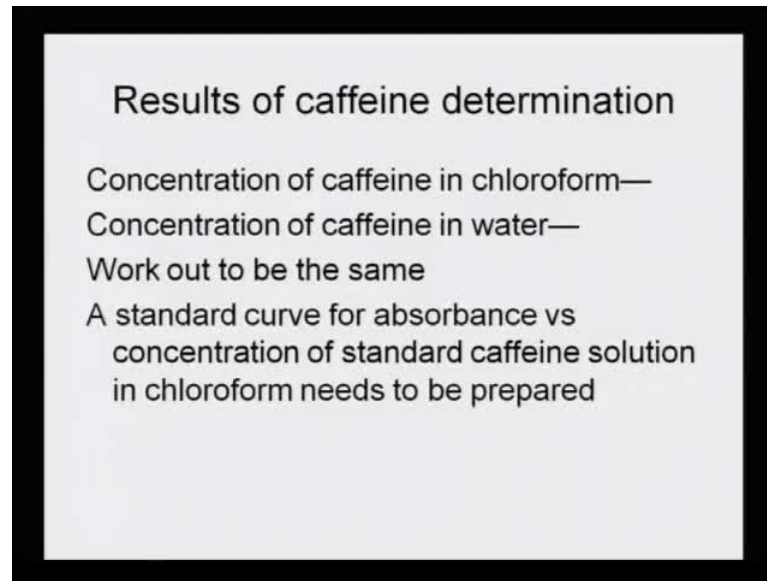 Results of caffeine determination
Concentration of caffeine in chloroform—
Concentration of caffeine in water—
Work out to be the same
A standard curve for absorbance vs
concentration of standard caffeine solution
in chloroform needs to be prepared